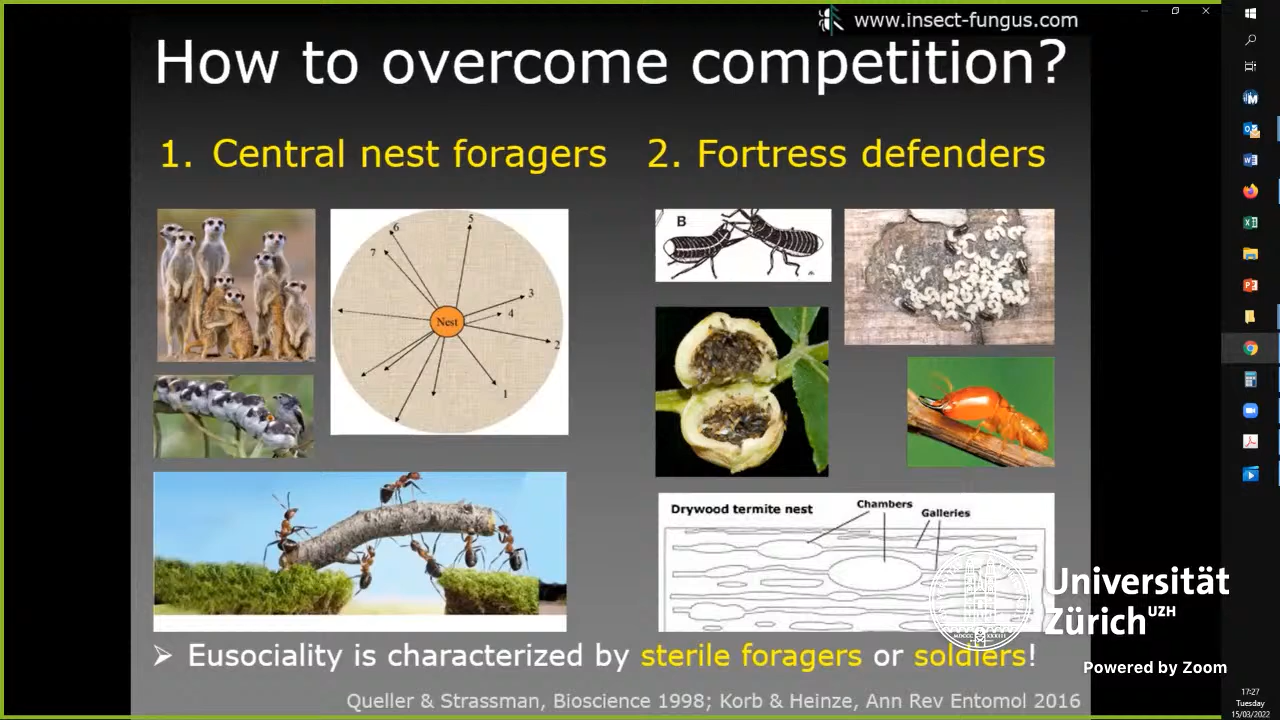 www.insect-fungus.com
How to overcome competition?
1. Central nest foragers
2. Fortress defenders
5
6
7
3
4
Nest
2
1
B
Drywood termite nest
Chambers
Galleries
Universität
Zürich UZH
➢ Eusociality is characterized by sterile foragers or soldiers!
Powered by Zoom
Queller & Strassman, Bioscience 1998; Korb & Heinze, Ann Rev Entomol 2016
17:27
Tuesday
15/03/2022